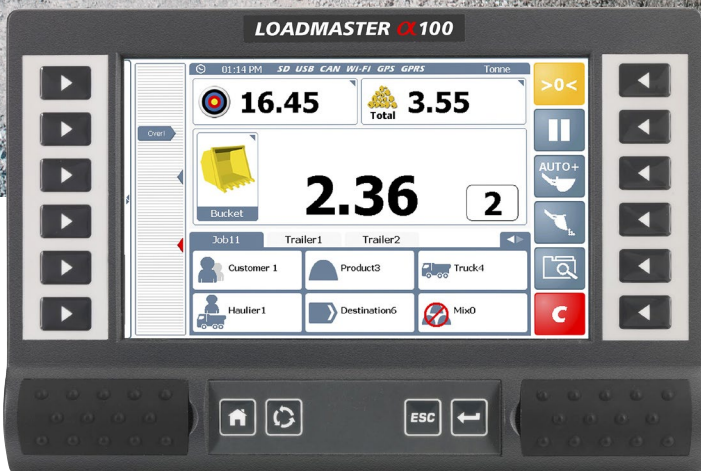 LOADMASTER α100
01:14 PM SD USB CAN WI-FI GPS GPRS Tonne
>0<
Over!
16.45
Total 3.55
AUTO+
Bucket
2.36
2
Job11 Trailer1 Trailer2
Customer 1 Product3 Truck4
Haulier1 Destination6 Mix0
C
ESC